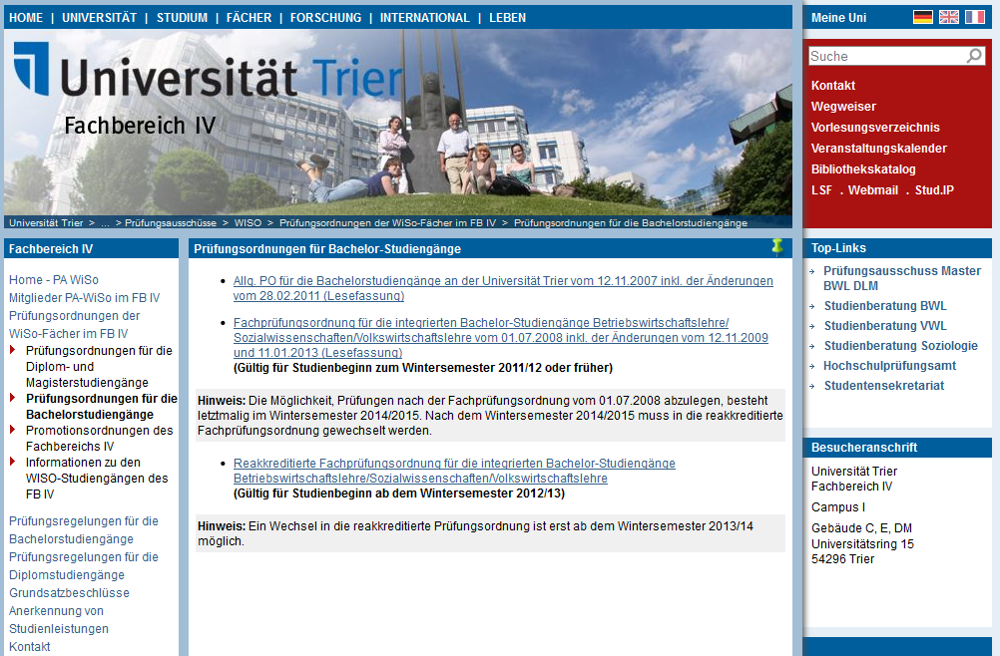 HOME | UNIVERSITÄT | STUDIUM | FÄCHER | FORSCHUNG | INTERNATIONAL | LEBEN
Universität Trier
Fachbereich IV
Universität Trier > ... > Prüfungsausschüsse > WISO > Prüfungsordnungen der WiSo-Fächer im FB IV > Prüfungsordnungen für die Bachelorstudiengänge
Fachbereich IV
Home - PA WiSo
Mitglieder PA-WiSo im FB IV
Prüfungsordnungen der
WiSo-Fächer im FB IV
Prüfungsordnungen für die
Diplom- und
Magisterstudiengänge
Prüfungsordnungen für die
Bachelorstudiengänge
Promotionsordnungen des
Fachbereichs IV
Informationen zu den
WISO-Studiengängen des
FB IV
Prüfungsregelungen für die
Bachelorstudiengänge
Prüfungsregelungen für die
Diplomstudiengänge
Grundsatzbeschlüsse
Anerkennung von
Studienleistungen
Kontakt
Prüfungsordnungen für Bachelor-Studiengänge
Allg. PO für die Bachelorstudiengänge an der Universität Trier vom 12.11.2007 inkl. der Änderungen
vom 28.02.2011 (Lesefassung)
Fachprüfungsordnung für die integrierten Bachelor-Studiengänge Betriebswirtschaftslehre/
Sozialwissenschaften/Volkswirtschaftslehre vom 01.07.2008 inkl. der Änderungen vom 12.11.2009
und 11.01.2013 (Lesefassung)
(Gültig für Studienbeginn zum Wintersemester 2011/12 oder früher)
Hinweis: Die Möglichkeit, Prüfungen nach der Fachprüfungsordnung vom 01.07.2008 abzulegen, besteht
letztmalig im Wintersemester 2014/2015. Nach dem Wintersemester 2014/2015 muss in die reakkreditierte
Fachprüfungsordnung gewechselt werden.
Reakkreditierte Fachprüfungsordnung für die integrierten Bachelor-Studiengänge
Betriebswirtschaftslehre/Sozialwissenschaften/Volkswirtschaftslehre
(Gültig für Studienbeginn ab dem Wintersemester 2012/13)
Hinweis: Ein Wechsel in die reakkreditierte Prüfungsordnung ist erst ab dem Wintersemester 2013/14
möglich.
Meine Uni
Suche
Kontakt
Wegweiser
Vorlesungsverzeichnis
Veranstaltungskalender
Bibliothekskatalog
LSF . Webmail . Stud.IP
Top-Links
Prüfungsausschuss Master
BWL DLM
Studienberatung BWL
Studienberatung VWL
Studienberatung Soziologie
Hochschulprüfungsamt
Studentensekretariat
Besucheranschrift
Universität Trier
Fachbereich IV
Campus I
Gebäude C, E, DM
Universitätsring 15
54296 Trier